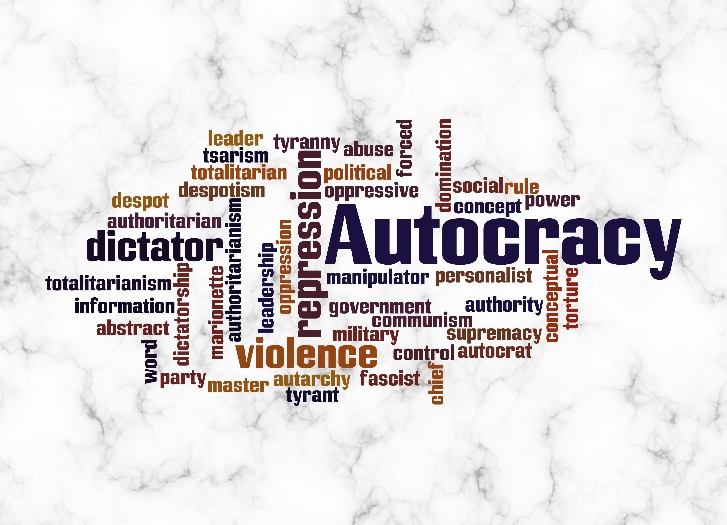 leader
tyranny
abuse
forced
domination
tsarism
totalitarian
political
despotism
oppressive
social
rule
despot
concept
power
authoritarian
authoritarianism
repression
Autocracy
dictator
leadership
oppression
manipulator
personalist
conceptual
torture
totalitarianism
dictatorship
marionette
information
government
authority
communism
abstract
military
supremacy
violence
control
autocrat
word
party
master
autarchy
fascist
chief
tyrant